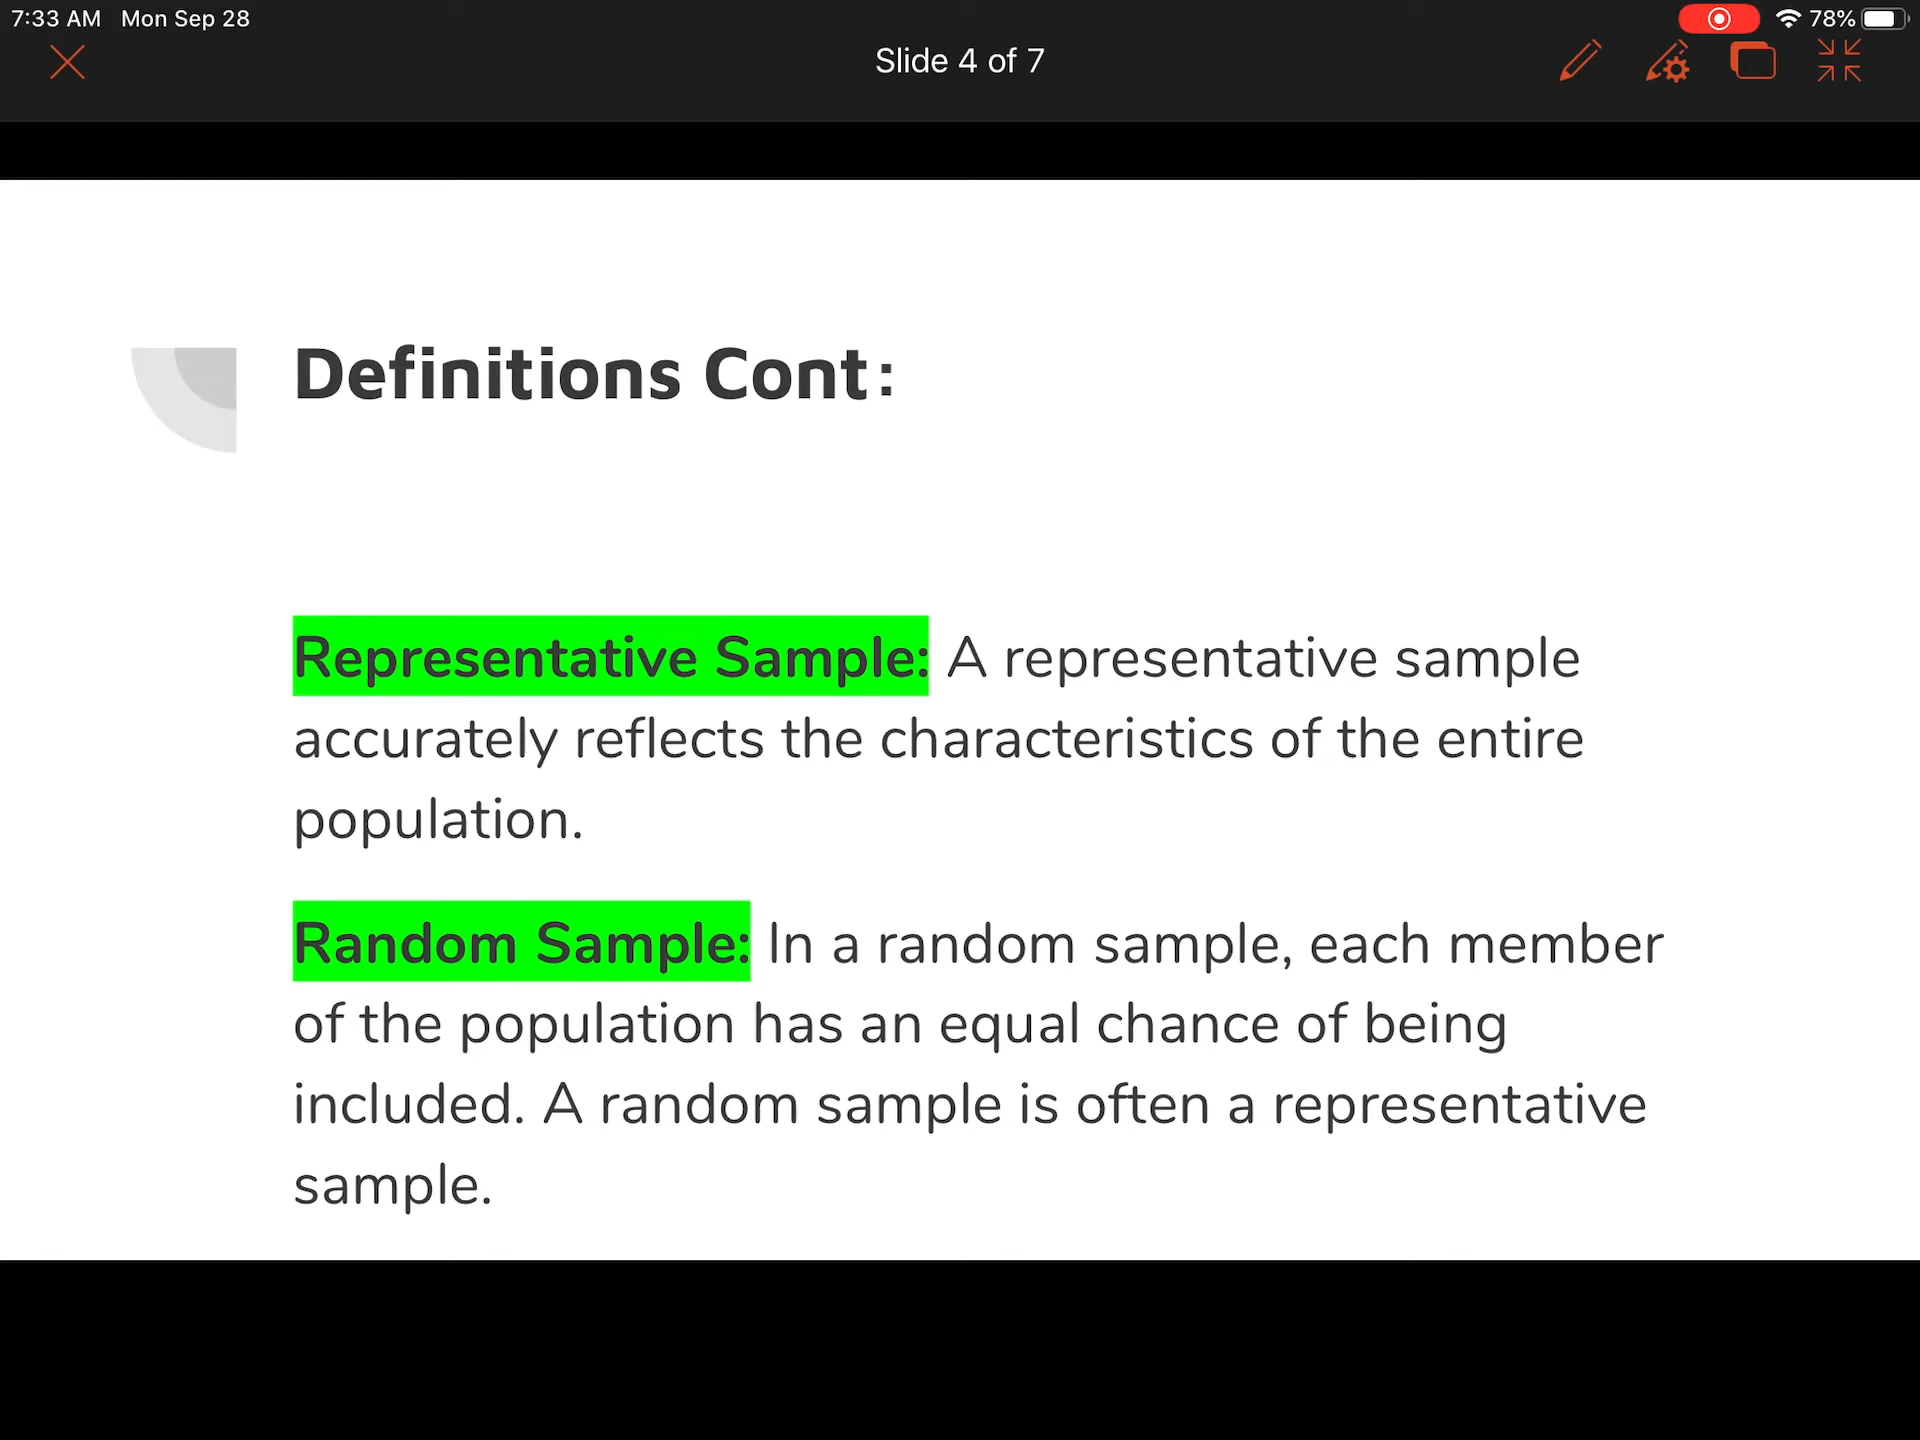 7:33 AM Mon Sep 28
78%
Slide 4 of 7
Definitions Cont:
Representative Sample: A representative sample
accurately reflects the characteristics of the entire
population.
Random Sample: In a random sample, each member
of the population has an equal chance of being
included. A random sample is often a representative
sample.